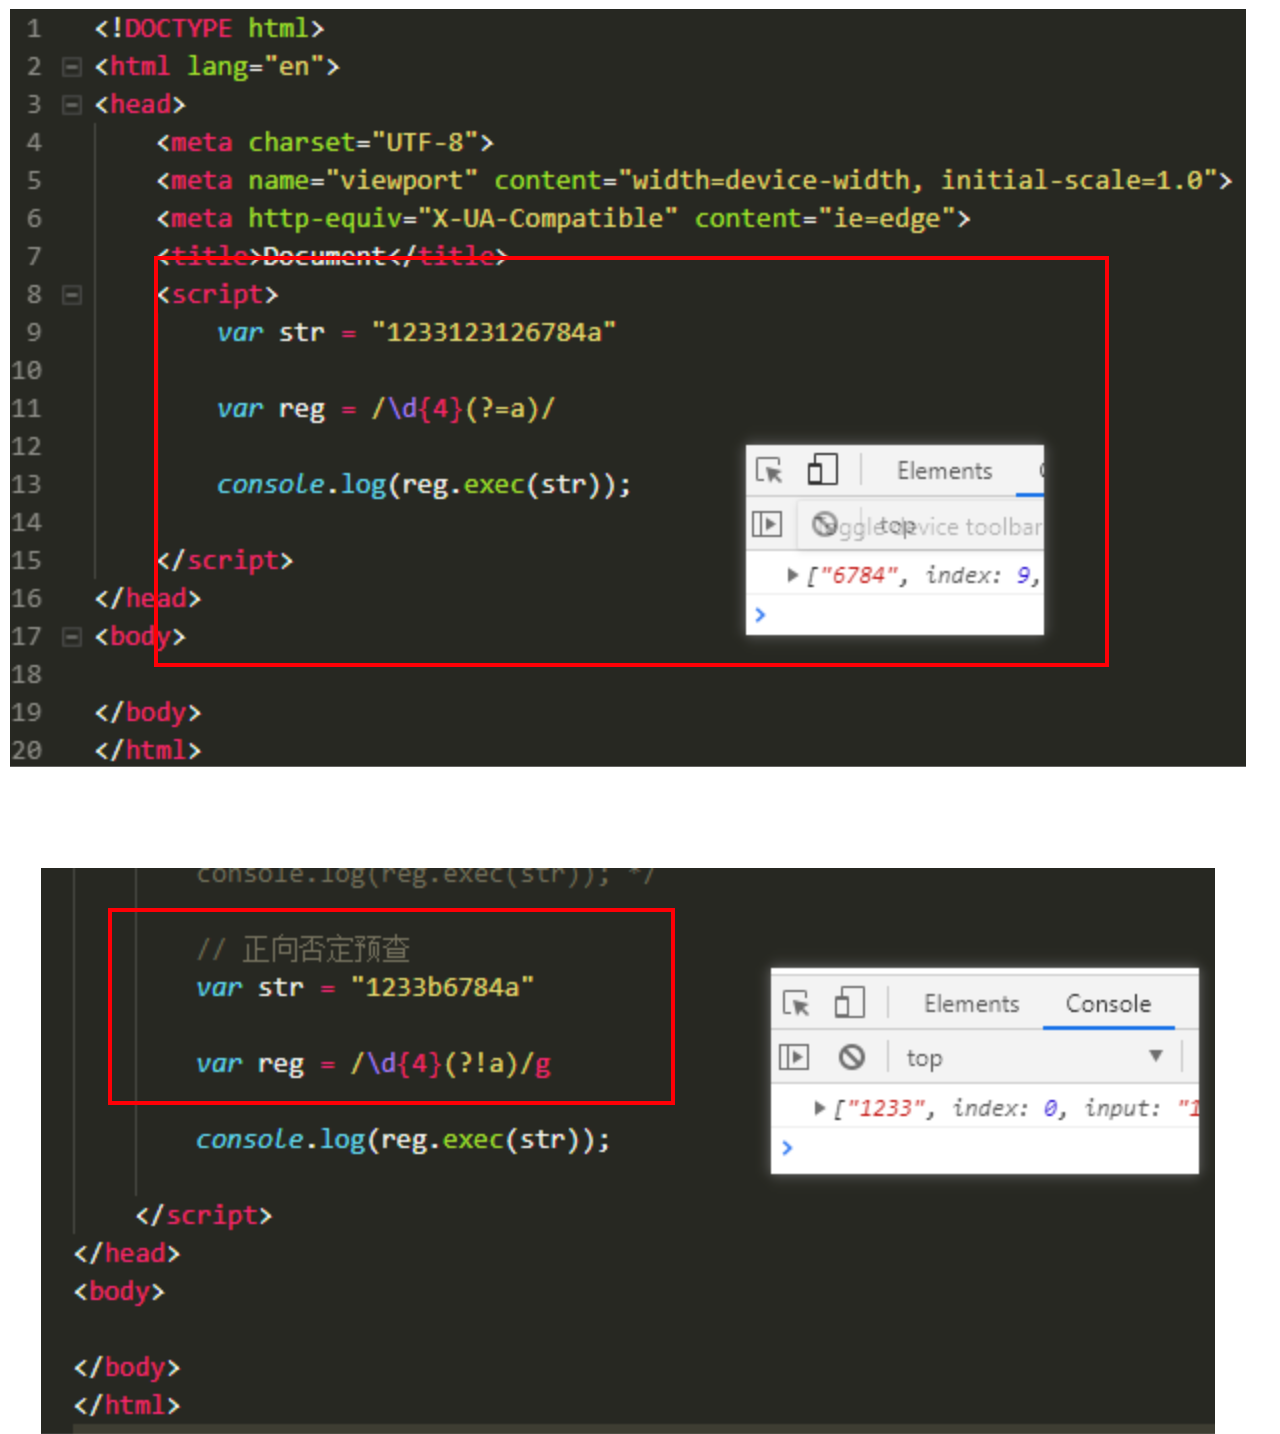 1 <!DOCTYPE html>
2 <html lang="en">
3 <head>
4 <meta charset="UTF-8">
5 <meta name="viewport" content="width=device-width, initial-scale=1.0">
6 <meta http-equiv="X-UA-Compatible" content="ie=edge">
7 <title>Document</title>
8 <script>
9 var str = "1233123126784a"
10
11 var reg = /\d{4}(?=a)/
12
13 console.log(reg.exec(str));
14
15 </script>
16 </head>
17 <body>
18
19 </body>
20 </html>
Elements
top
Toggle device toolbar
["6784", index: 9,
console.log(reg.exec(str)); */
// 正向否定预查
var str = "1233b6784a"
var reg = /\d{4}(?!a)/g
console.log(reg.exec(str));
</script>
</head>
<body>
</body>
</html>
Elements Console
top
["1233", index: 0, input: "1